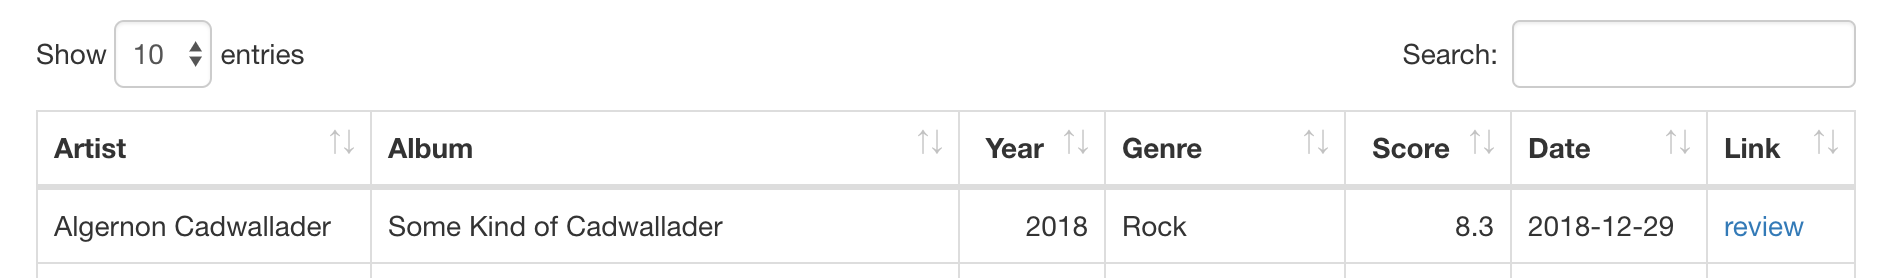 Show 10 entries Search:
Artist Album Year Genre Score Date Link
Algernon Cadwallader Some Kind of Cadwallader 2018 Rock 8.3 2018-12-29 review